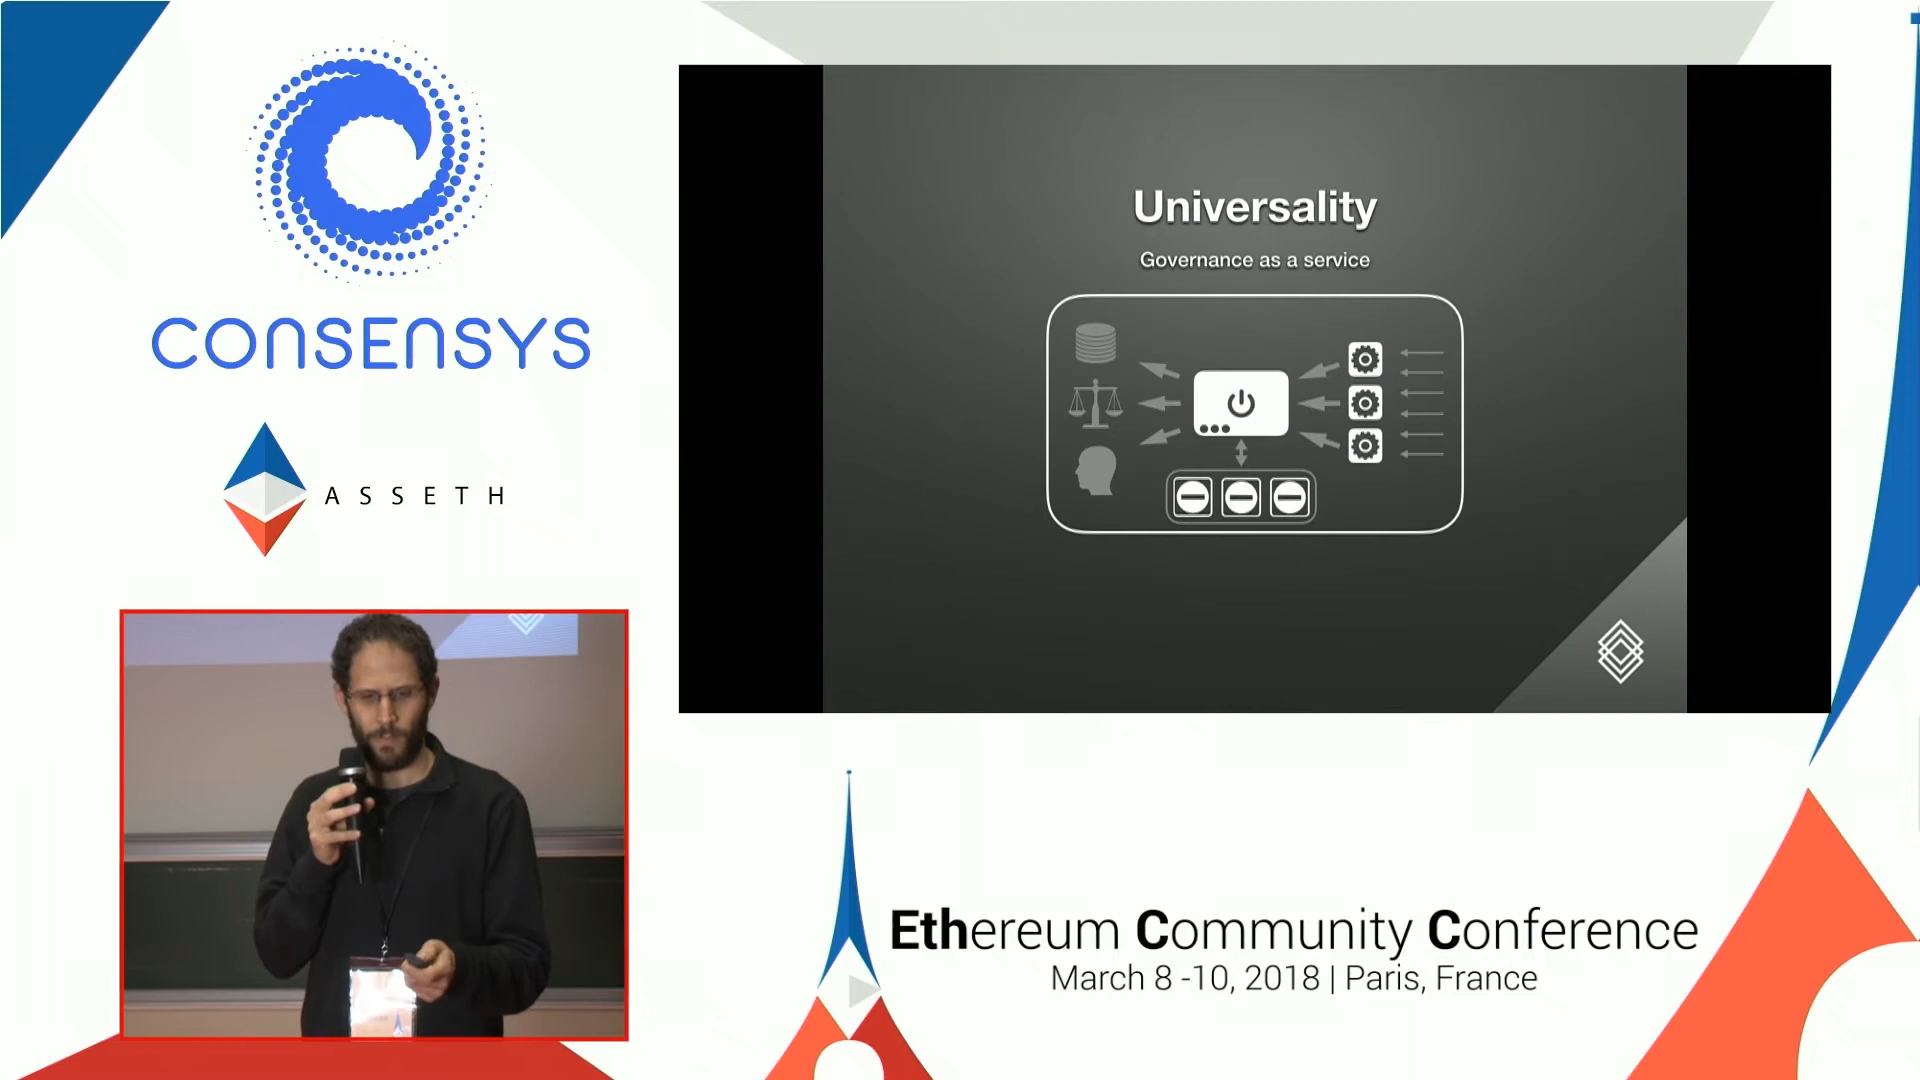 CONSENSYS
ASSETH
Universality
Governance as a service
Ethereum Community Conference
March 8 -10, 2018 | Paris, France